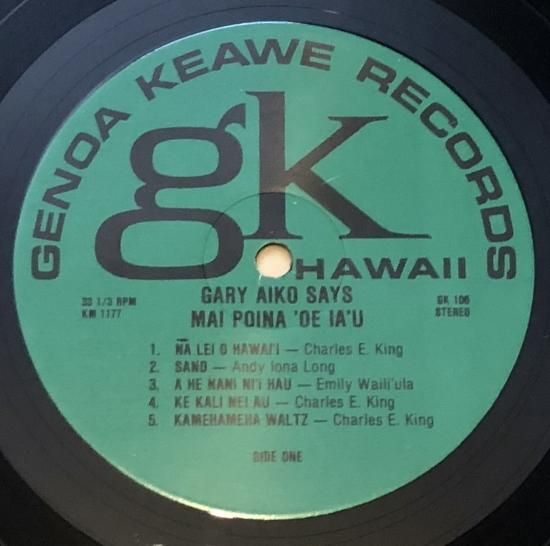 GENOA KEAWE RECORDS
gk
HAWAII
GARY AIKO SAYS
33 1/3 RPM
GK 106
KM 1177
MAI POINA 'OE IA'U
STEREO
1. NĀ LEI O HAWAI'I — Charles E. King
2. SAND — Andy Iona Long
3. A HE NANI NI'I HAU — Emily Waili'ula
4. KE KALI NEI AU — Charles E. King
5. KAMEHAMEHA WALTZ — Charles E. King
SIDE ONE